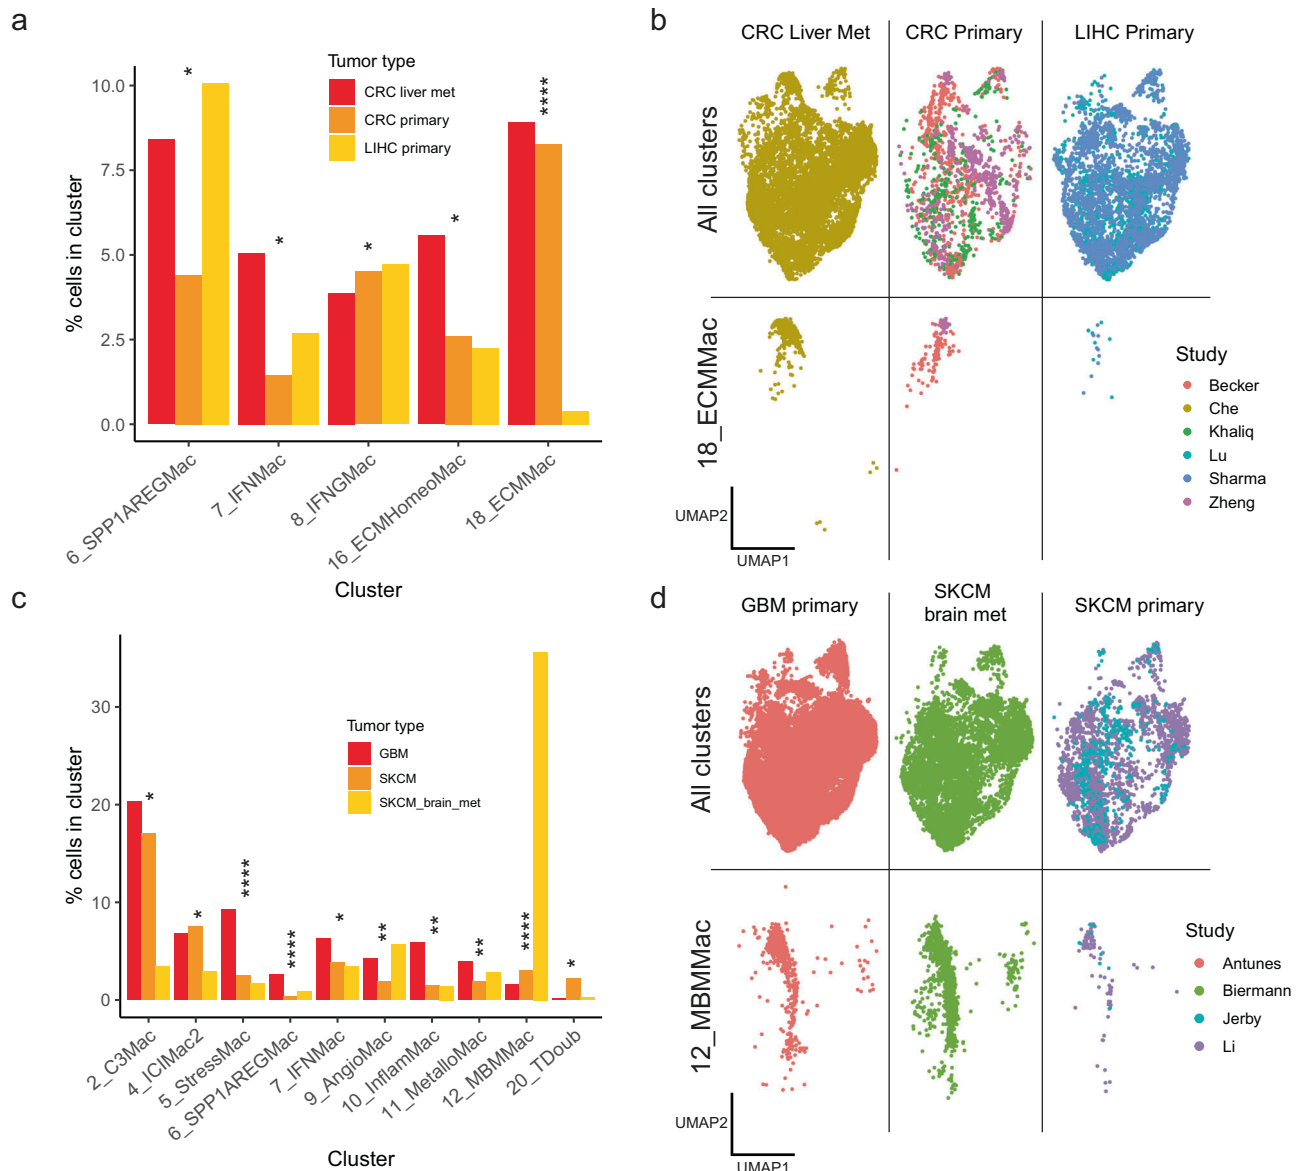 a
Tumor type
CRC liver met
CRC primary
LIHC primary
% cells in cluster
10.0
7.5
5.0
2.5
0.0
*
*
*
*
****
6_SPP1AREGMac
7_IFNMac
8_IFNGMac
16_ECMHomeoMac
18_ECMMac
Cluster
b
CRC Liver Met
CRC Primary
LIHC Primary
All clusters
18_ECMMac
UMAP2
UMAP1
Study
Becker
Che
Khaliq
Lu
Sharma
Zheng
c
Tumor type
GBM
SKCM
SKCM_brain_met
% cells in cluster
30
20
10
0
*
*
****
****
*
**
**
**
****
*
2_C3Mac
4_ICIMac2
5_StressMac
6_SPP1AREGMac
7_IFNMac
9_AngioMac
10_InflamMac
11_MetalloMac
12_MBMMac
20_TDoub
Cluster
d
GBM primary
SKCM
brain met
SKCM primary
All clusters
12_MBMMac
UMAP2
UMAP1
Study
Antunes
Biermann
Jerby
Li